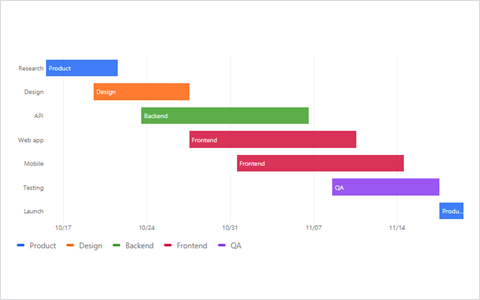 Research Product
Design Design
API Backend
Web app Frontend
Mobile Frontend
Testing QA
Launch Produ...
10/17 10/24 10/31 11/07 11/14
Product Design Backend Frontend QA